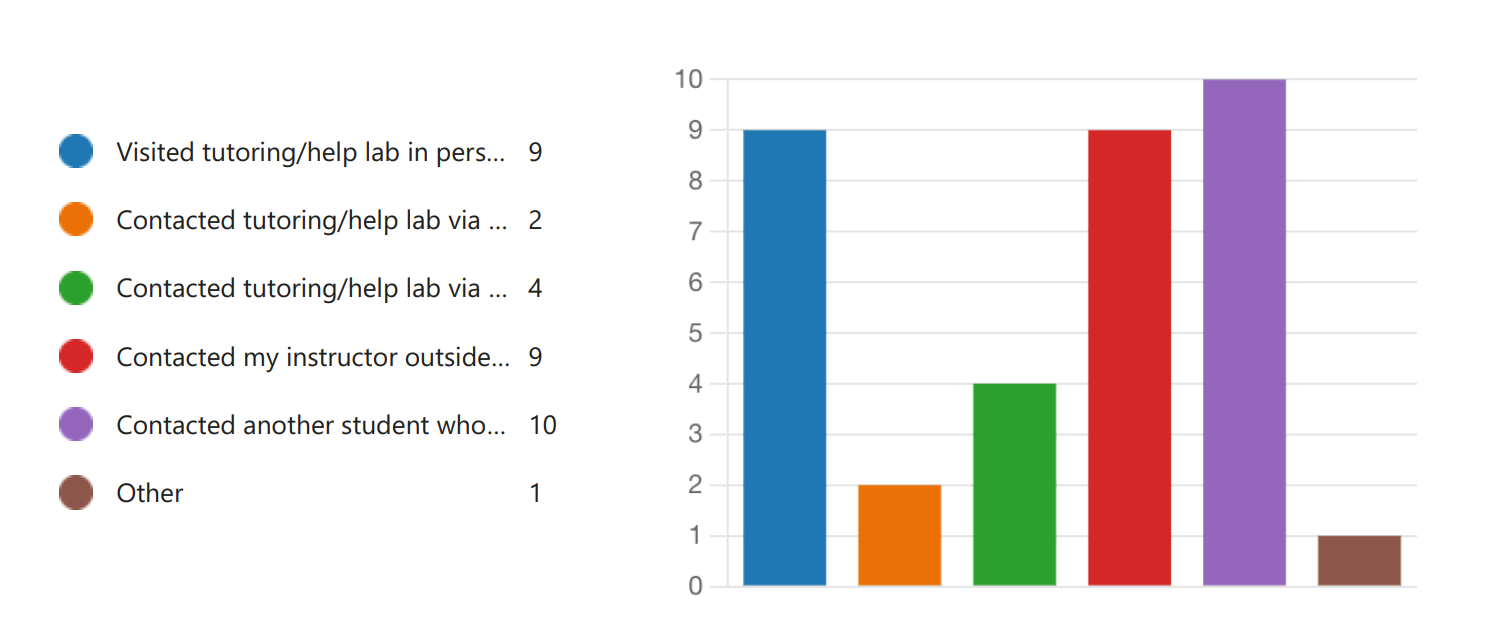 Visited tutoring/help lab in pers... 9
Contacted tutoring/help lab via ... 2
Contacted tutoring/help lab via ... 4
Contacted my instructor outside... 9
Contacted another student who... 10
Other 1
10
9
8
7
6
5
4
3
2
1
0